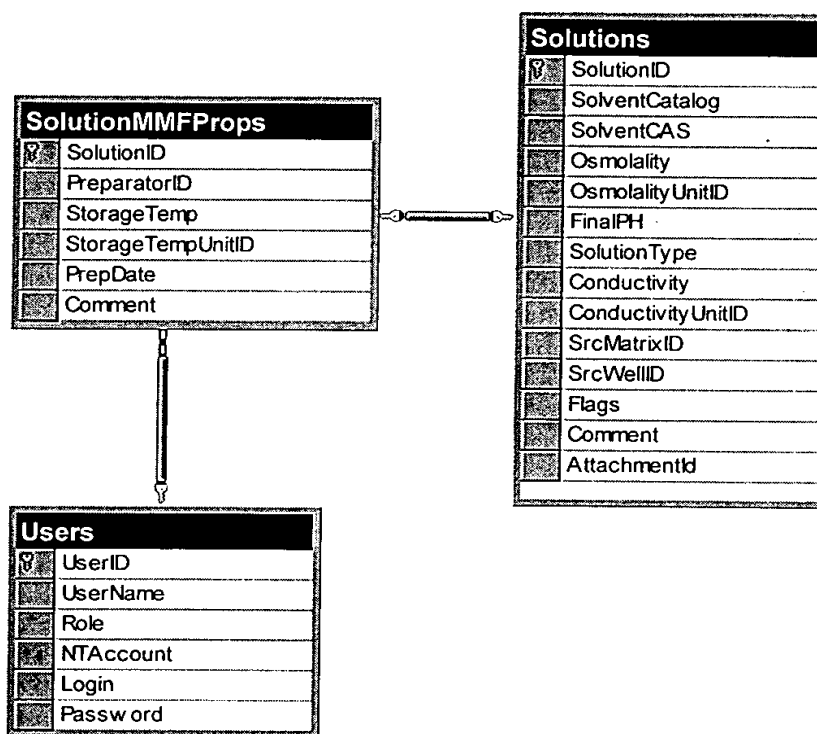 SolutionMMFProps
SolutionID
PreparatorID
StorageTemp
StorageTempUnitID
PrepDate
Comment
Solutions
SolutionID
SolventCatalog
SolventCAS
Osmolality
OsmolalityUnitID
FinalPH
SolutionType
Conductivity
ConductivityUnitID
SrcMatrixID
SrcWellID
Flags
Comment
AttachmentId
Users
UserID
UserName
Role
NTAccount
Login
Password